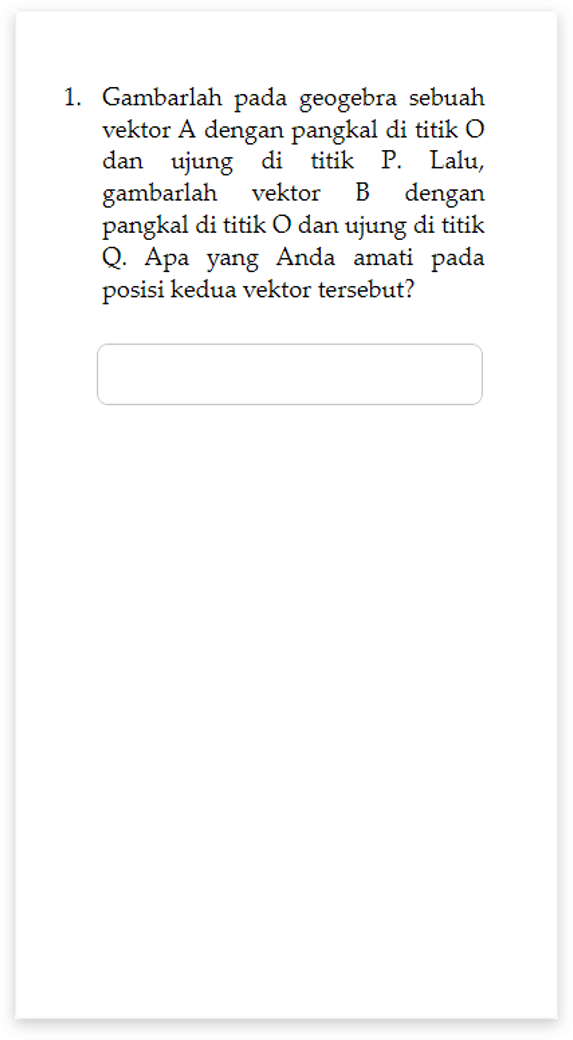 1. Gambarlah pada geogebra sebuah
vektor A dengan pangkal di titik O
dan ujung di titik P. Lalu,
gambarlah vektor B dengan
pangkal di titik O dan ujung di titik
Q. Apa yang Anda amati pada
posisi kedua vektor tersebut?